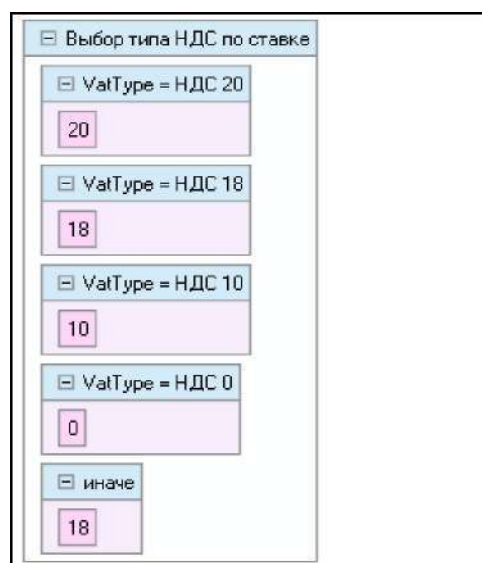 Выбор типа НДС по ставке
VatType = НДС 20
20
VatType = НДС 18
18
VatType = НДС 10
10
VatType = НДС 0
0
иначе
18